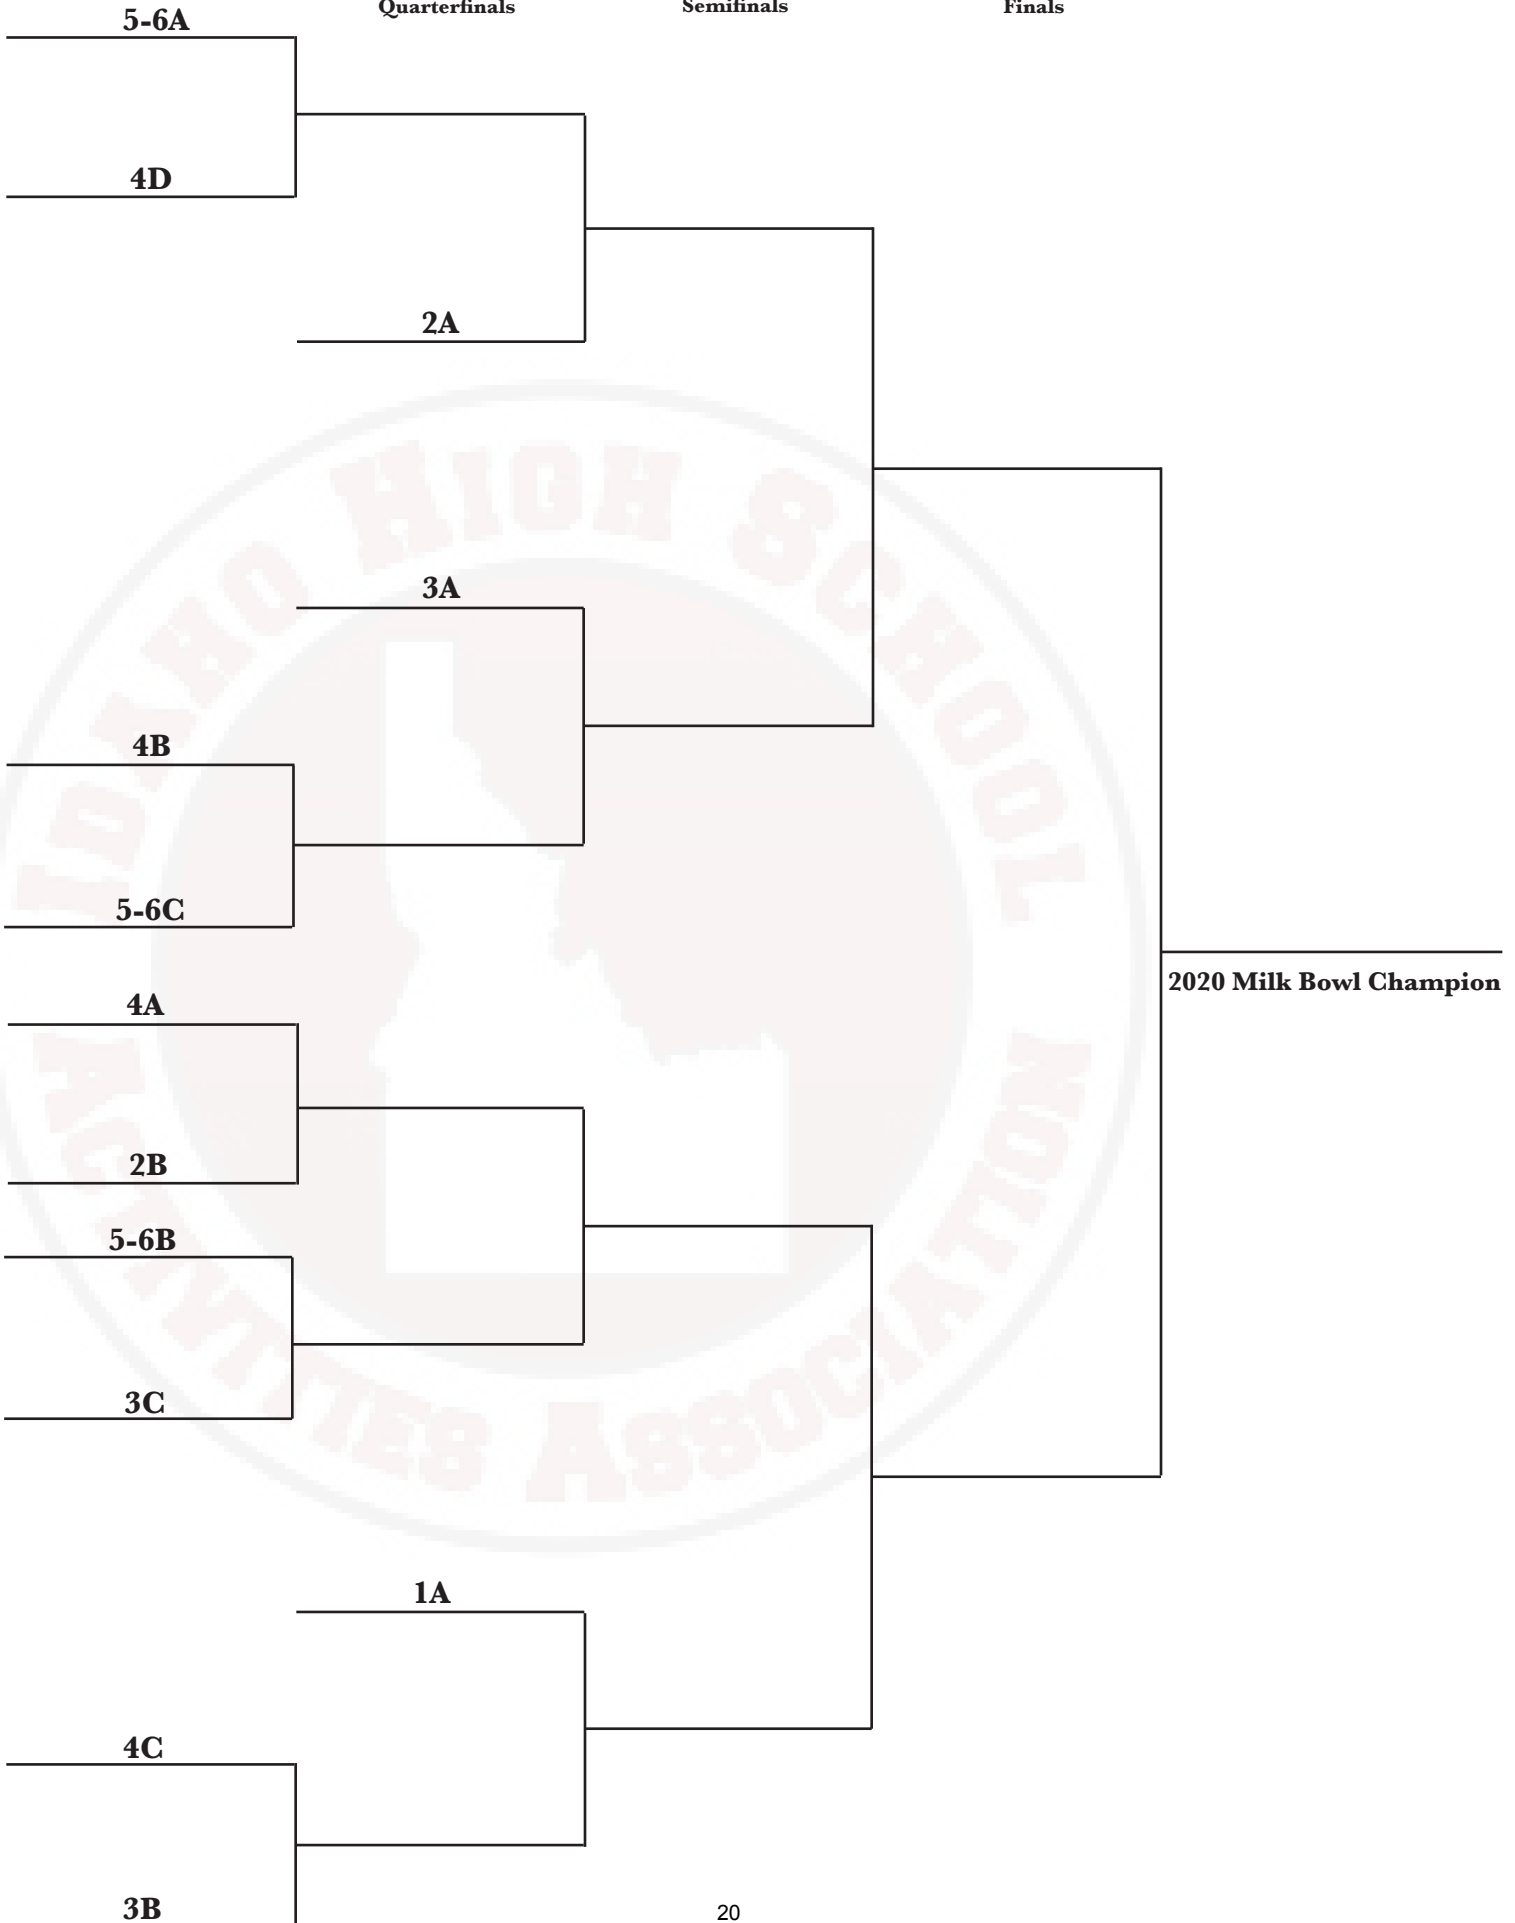 Quarterfinals
Semifinals
Finals
5-6A
4D
2A
3A
4B
5-6C
2020 Milk Bowl Champion
4A
2B
5-6B
3C
1A
4C
3B
20
IDAHO HIGH SCHOOL
ACTIVITIES ASSOCIATION